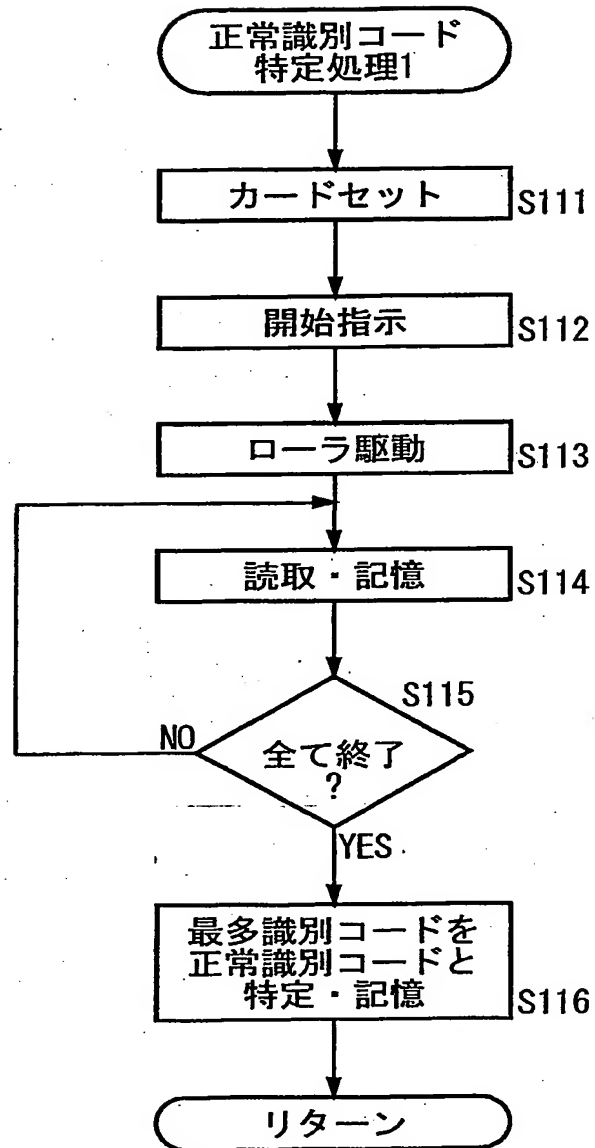 正常識別コード
特定処理1
カードセット
S111
開始指示
S112
ローラ駆動
S113
読取・記憶
S114
S115
NO
全て終了
?
YES
最多識別コードを
正常識別コードと
特定・記憶
S116
リターン